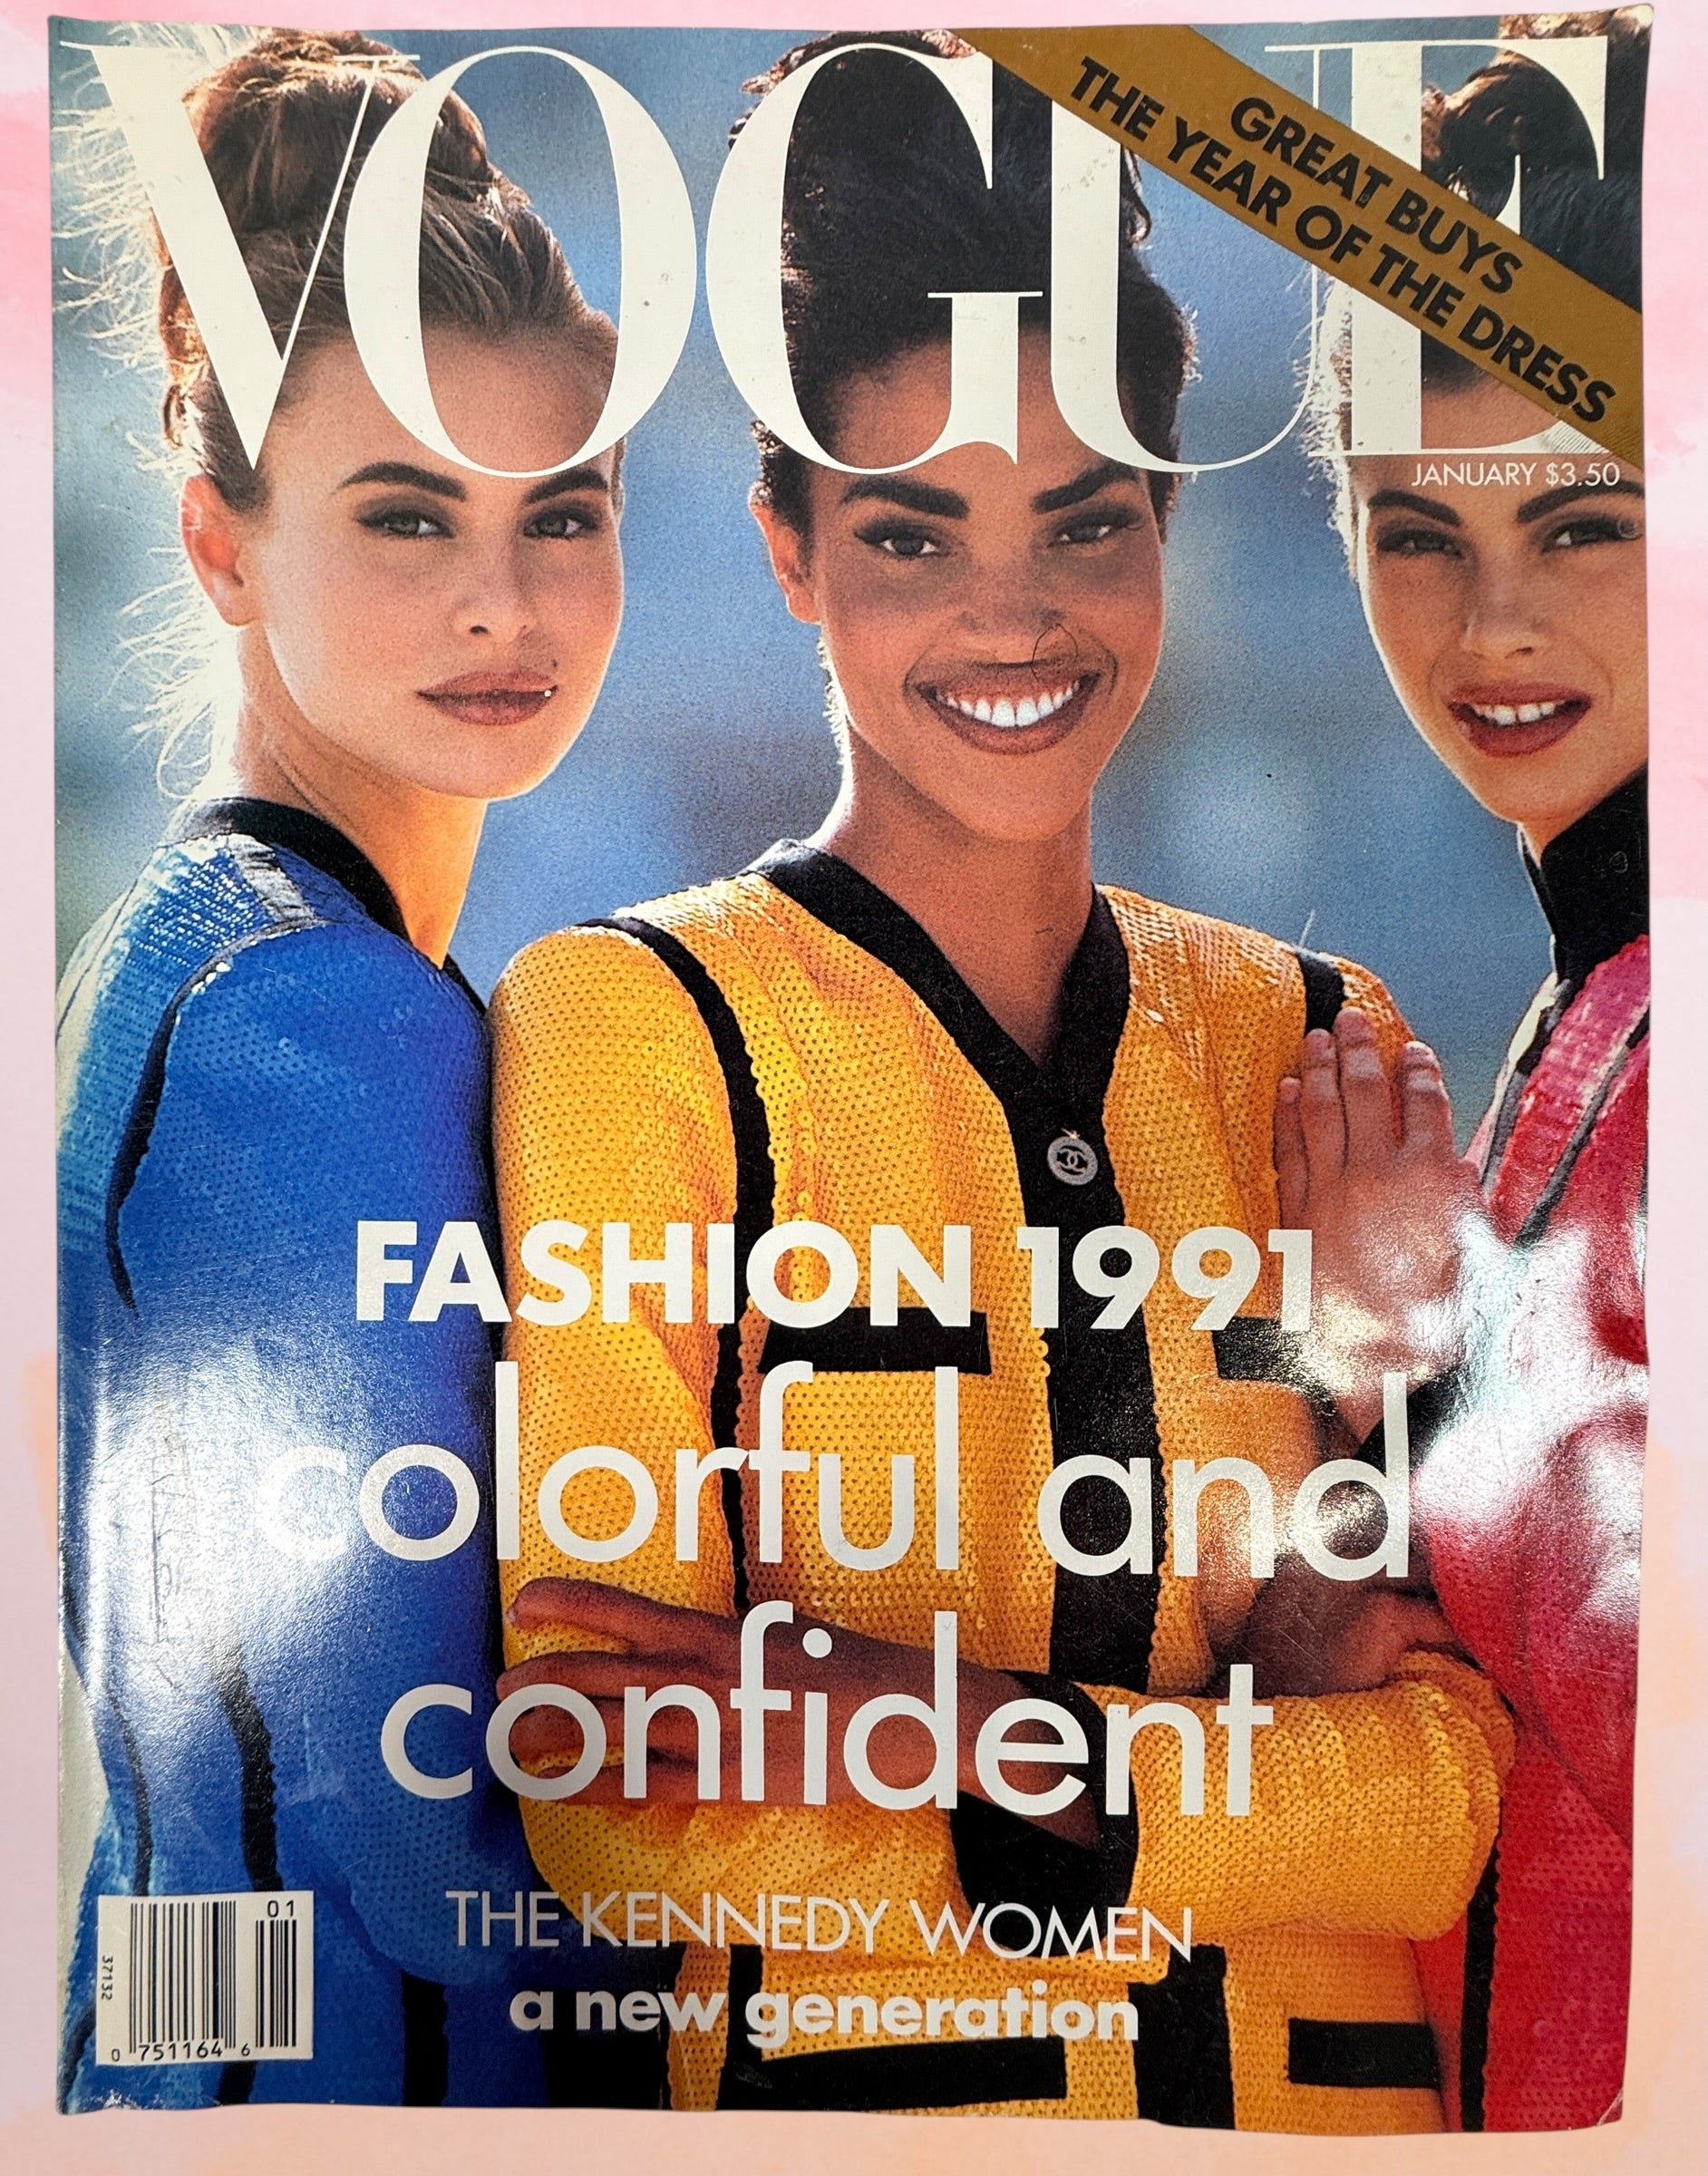 VOGUE
GREAT BUYS
THE YEAR OF THE DRESS
JANUARY $3.50
FASHION 1991
colorful and
confident
THE KENNEDY WOMEN
a new generation
01
37132
0 751164 6